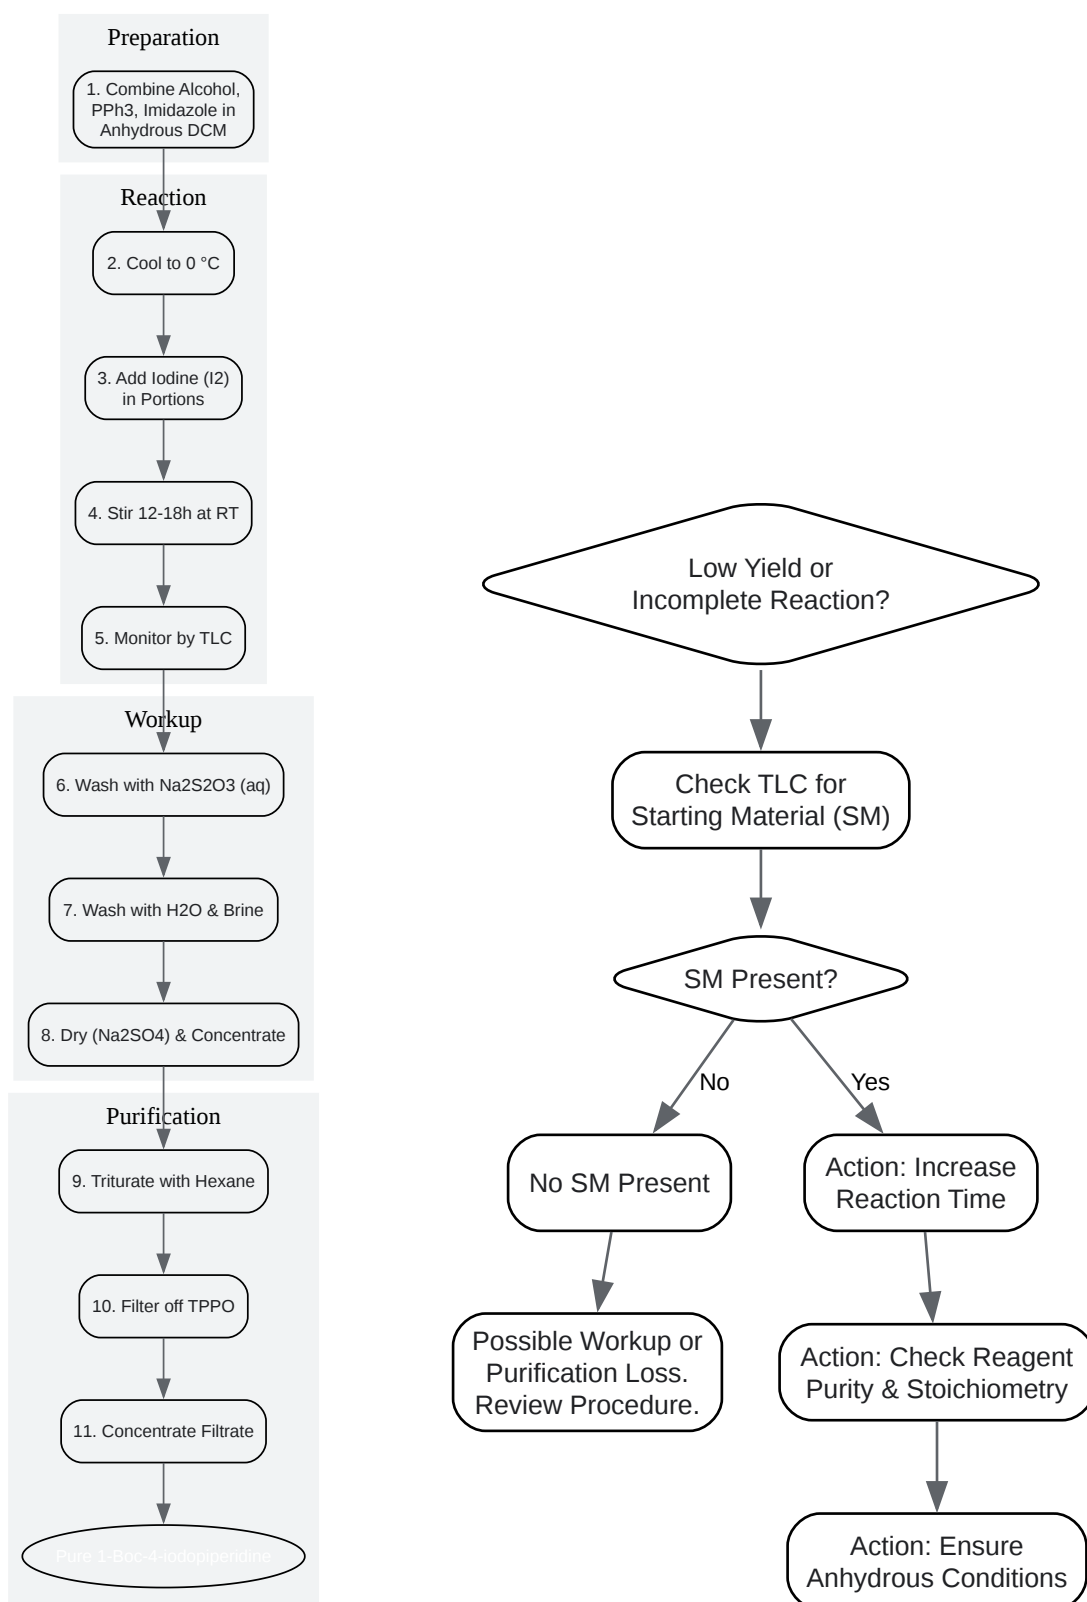 Preparation
1. Combine Alcohol,
PPh3, Imidazole in
Anhydrous DCM
Reaction
2. Cool to 0 °C
3. Add Iodine (I2)
in Portions
4. Stir 12-18h at RT
5. Monitor by TLC
Workup
6. Wash with Na2S2O3 (aq)
7. Wash with H2O & Brine
8. Dry (Na2SO4) & Concentrate
Purification
9. Triturate with Hexane
10. Filter off TPPO
11. Concentrate Filtrate
Pure 1-Boc-4-iodopiperidine
Low Yield or
Incomplete Reaction?
Check TLC for
Starting Material (SM)
SM Present?
No
Yes
No SM Present
Action: Increase
Reaction Time
Possible Workup or
Purification Loss.
Review Procedure.
Action: Check Reagent
Purity & Stoichiometry
Action: Ensure
Anhydrous Conditions